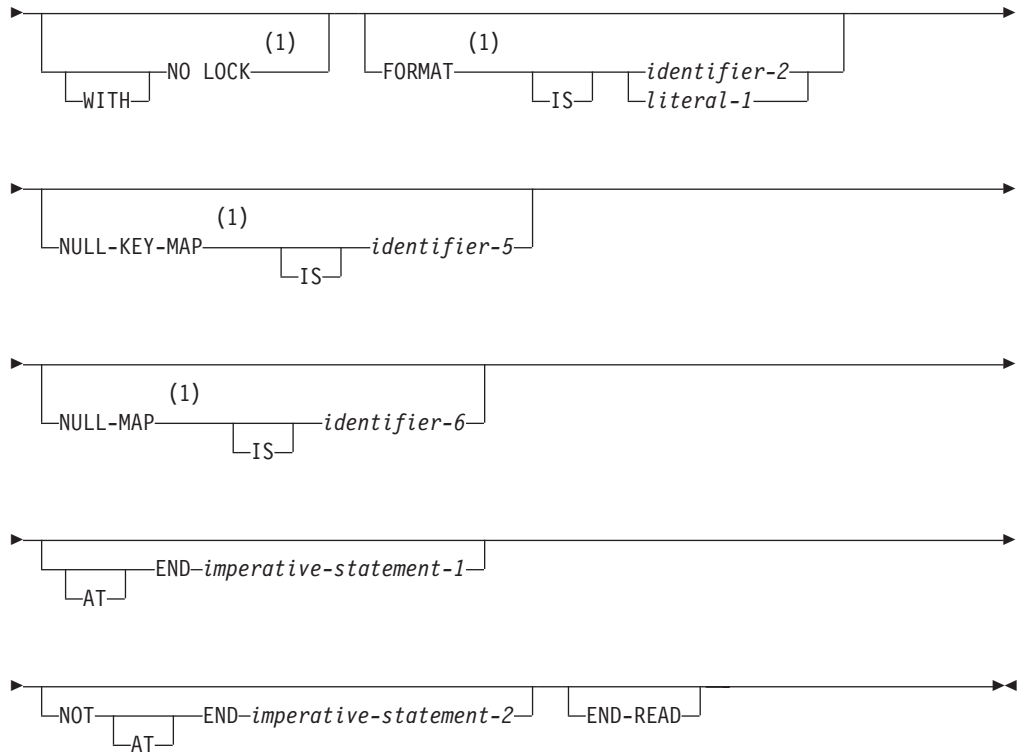 (1) (1)
NO LOCK FORMAT identifier-2
WITH IS literal-1
(1)
NULL-KEY-MAP identifier-5
IS
(1)
NULL-MAP identifier-6
IS
END imperative-statement-1
AT
NOT END imperative-statement-2 END-READ
AT